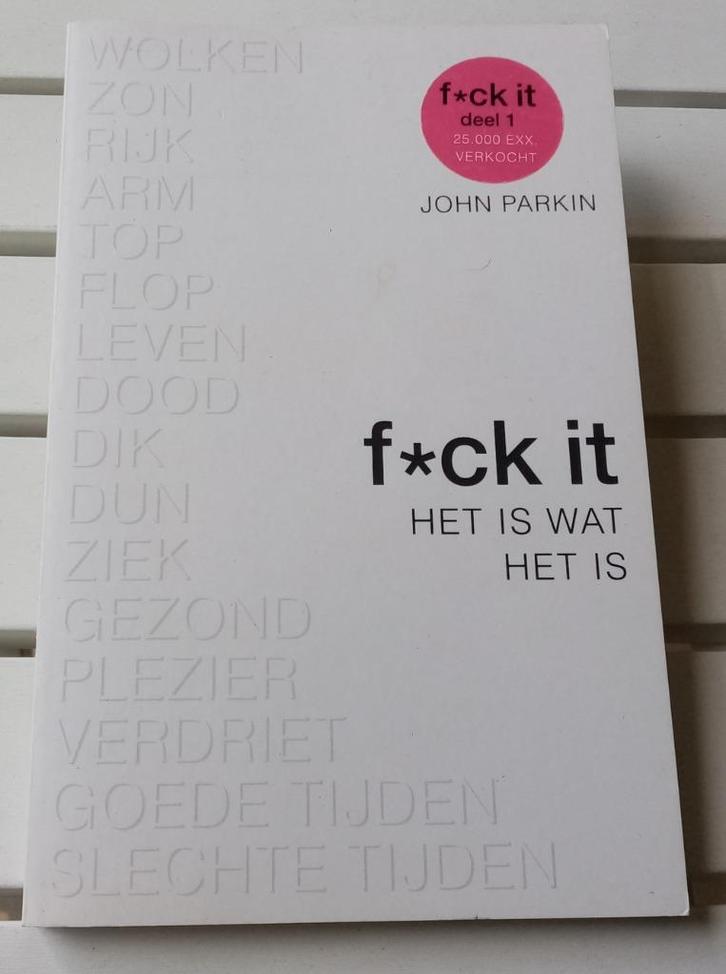 WOLKEN
ZON
RIJK
ARM
TOP
FLOP
LEVEN
DOOD
DIK
DUN
ZIEK
GEZOND
PLEZIER
VERDRIET
GOEDE TIJDEN
SLECHTE TIJDEN
f*ck it
deel 1
25.000 EXX.
VERKOCHT
JOHN PARKIN
f*ck it
HET IS WAT
HET IS